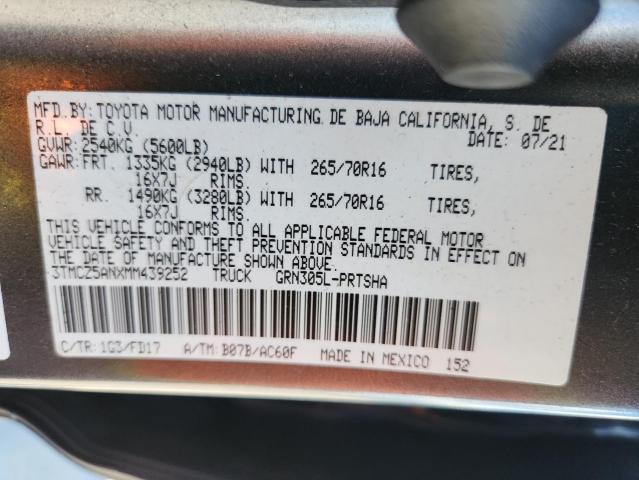 MFD.BY:TOYOTA MOTOR MANUFACTURING DE BAJA CALIFORNIA, S. DE
R.L. DE C.V. DATE: 07/21
GVWR: 2540KG (5600LB)
GAWR:FRT. 1335KG (2940LB) WITH 265/70R16 TIRES,
16X7J RIMS.
RR. 1490KG (3280LB) WITH 265/70R16 TIRES,
16X7J RIMS.
THIS VEHICLE CONFORMS TO ALL APPLICABLE FEDERAL MOTOR
VEHICLE SAFETY AND THEFT PREVENTION STANDARDS IN EFFECT ON
THE DATE OF MANUFACTURE SHOWN ABOVE.
3TMCZ5ANXMM439252 TRUCK GRN305L-PRTSHA
C/TR:1G3/FD17 A/TM:B07B/AC60F MADE IN MEXICO 152